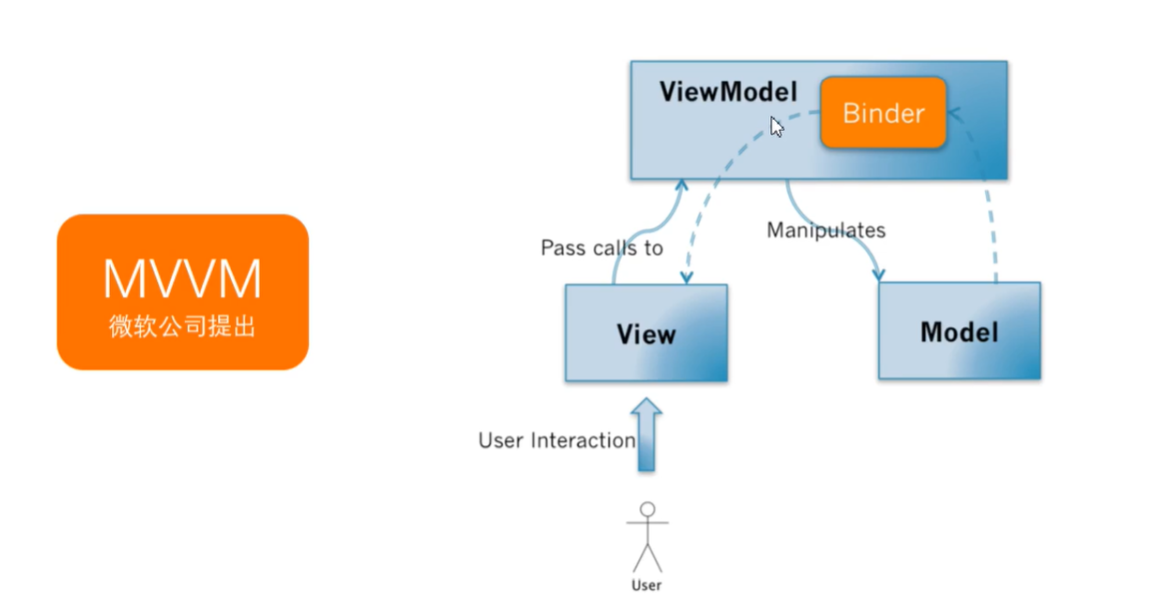 MVVM
微软公司提出
ViewModel
Binder
Pass calls to
Manipulates
View
Model
User Interaction
User